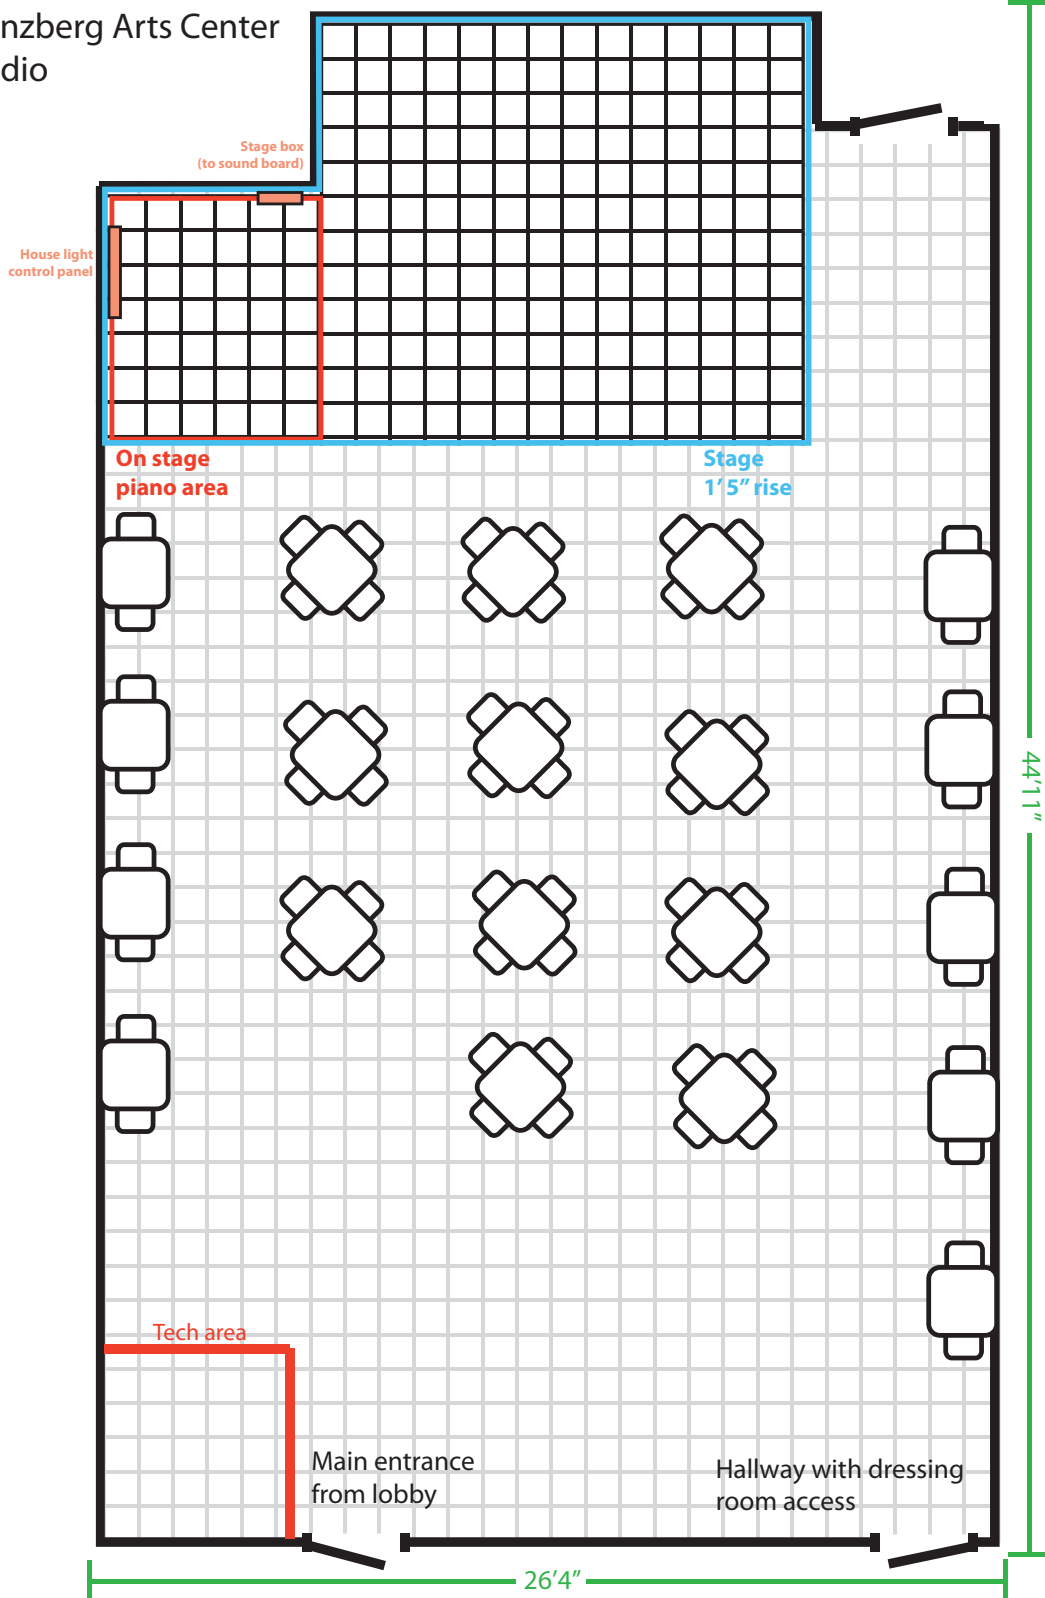 nzberg Arts Center
dio
Stage box
(to sound board)
House light
control panel
On stage
piano area
Stage
1’ 5” rise
44’11”
Tech area
Main entrance
from lobby
Hallway with dressing
room access
26’4”